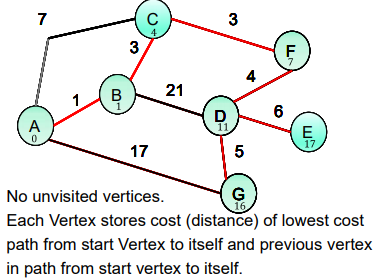 7
C
4
3
F
7
3
B
1
4
1
21
D
11
6
E
17
A
0
17
5
G
16
No unvisited vertices.
Each Vertex stores cost (distance) of lowest cost
path from start Vertex to itself and previous vertex
in path from start vertex to itself.